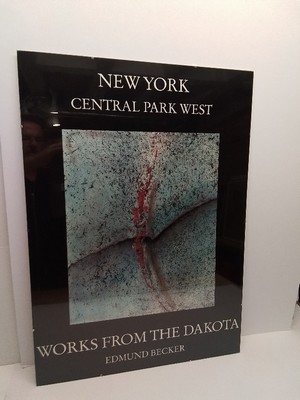 NEW YORK
CENTRAL PARK WEST
WORKS FROM THE DAKOTA
EDMUND BECKER